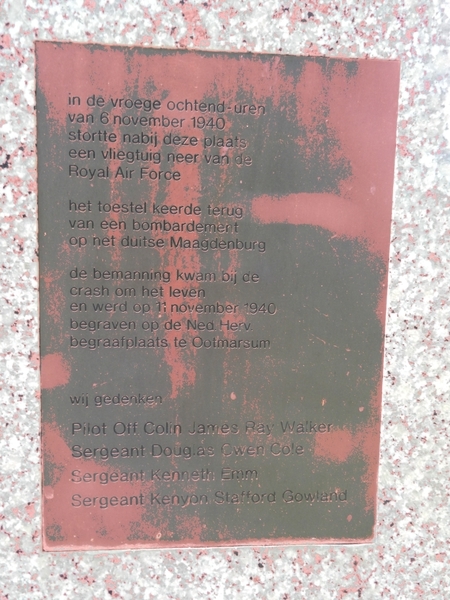 in de vroege ochtend-uren
van 6 november 1940
stortte nabij deze plaats
een vliegtuig neer van de
Royal Air Force
het toestel keerde terug
van een bombardement
op het duitse Maagdenburg
de bemanning kwam bij de
crash om het leven
en werd op 11 november 1940
begraven op de Ned Herv
begraafplaats te Ootmarsum
wij gedenken
Pilot Off Colin James Ray Walker
Sergeant Douglas Owen
Sergeant Kenneth
Sergeant Kenyon Stafford Gowland